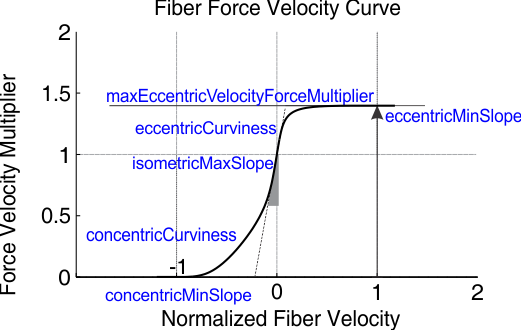 Fiber Force Velocity Curve
Force Velocity Multiplier
2
1.5
1
0.5
0
maxEccentricVelocityForceMultiplier
eccentricMinSlope
eccentricCurviness
isometricMaxSlope
concentricCurviness
-1
concentricMinSlope
0
1
2
Normalized Fiber Velocity